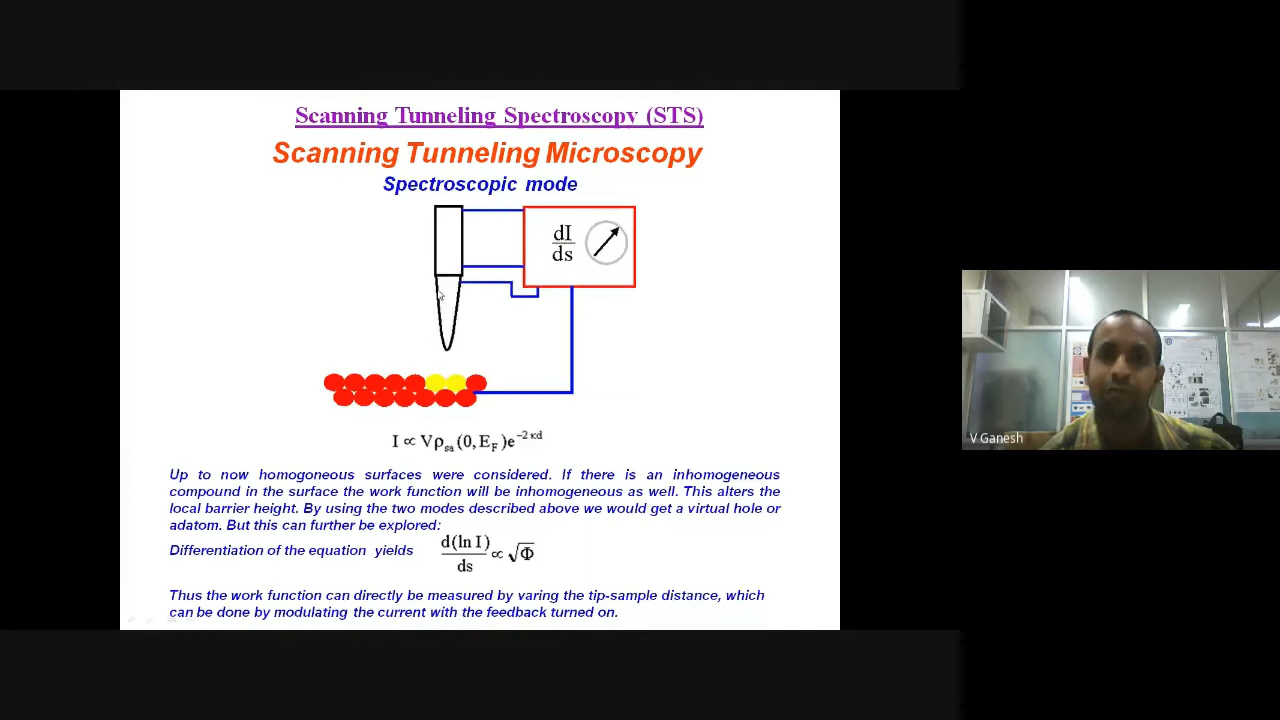 Scanning Tunneling Spectroscopy (STS)
Scanning Tunneling Microscopy
Spectroscopic mode
dI
ds
I ∝ Vρsa (0, EF)e^-2κd
Up to now homogoneous surfaces were considered. If there is an inhomogeneous
compound in the surface the work function will be inhomogeneous as well. This alters the
local barrier height. By using the two modes described above we would get a virtual hole or
adatom. But this can further be explored:
Differentiation of the equation yields
d(ln I)
ds
∝ √Φ
Thus the work function can directly be measured by varing the tip-sample distance, which
can be done by modulating the current with the feedback turned on.
V Ganesh